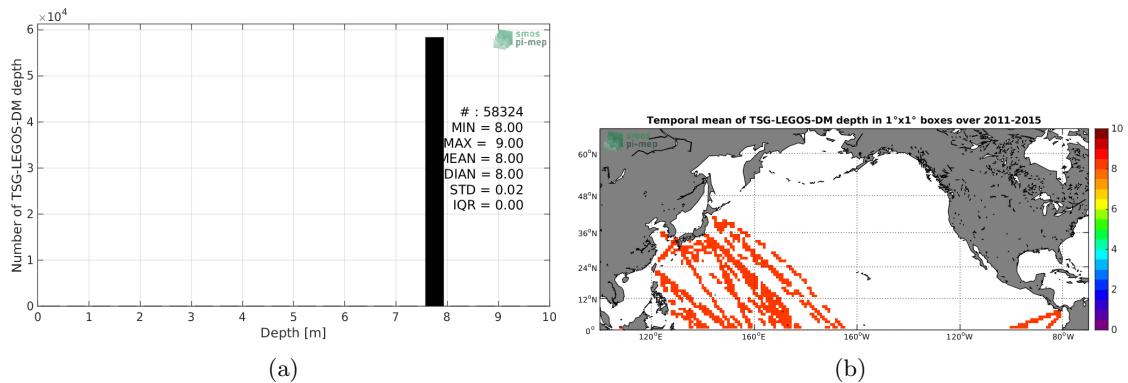 ×10⁴
6
5
4
3
2
1
0
Number of TSG-LEGOS-DM depth
smos
pi-mep
# : 58324
MIN = 8.00
MAX = 9.00
MEAN = 8.00
DIAN = 8.00
STD = 0.02
IQR = 0.00
0 1 2 3 4 5 6 7 8 9 10
Depth [m]
(a)
Temporal mean of TSG-LEGOS-DM depth in 1°x1° boxes over 2011-2015
smos
pi-mep
60°N
48°N
36°N
24°N
12°N
0°
120°E 160°E 160°W 120°W 80°W
10
8
6
4
2
0
(b)